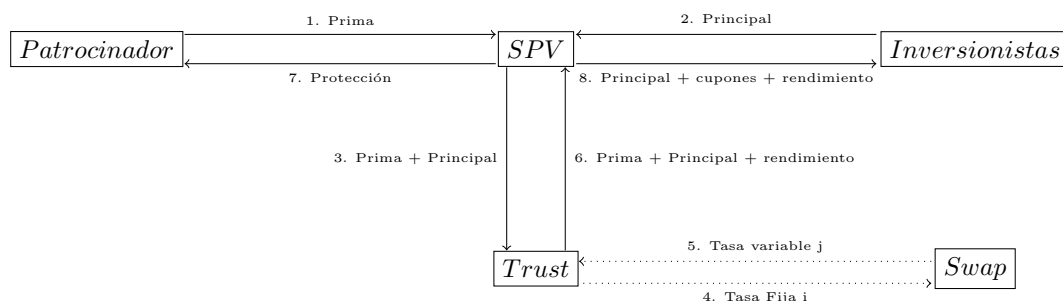 1. Prima
2. Principal
Patrocinador
SPV
Inversionistas
7. Protección
8. Principal + cupones + rendimiento
3. Prima + Principal
6. Prima + Principal + rendimiento
5. Tasa variable j
Trust
Swap
4. Tasa Fija i